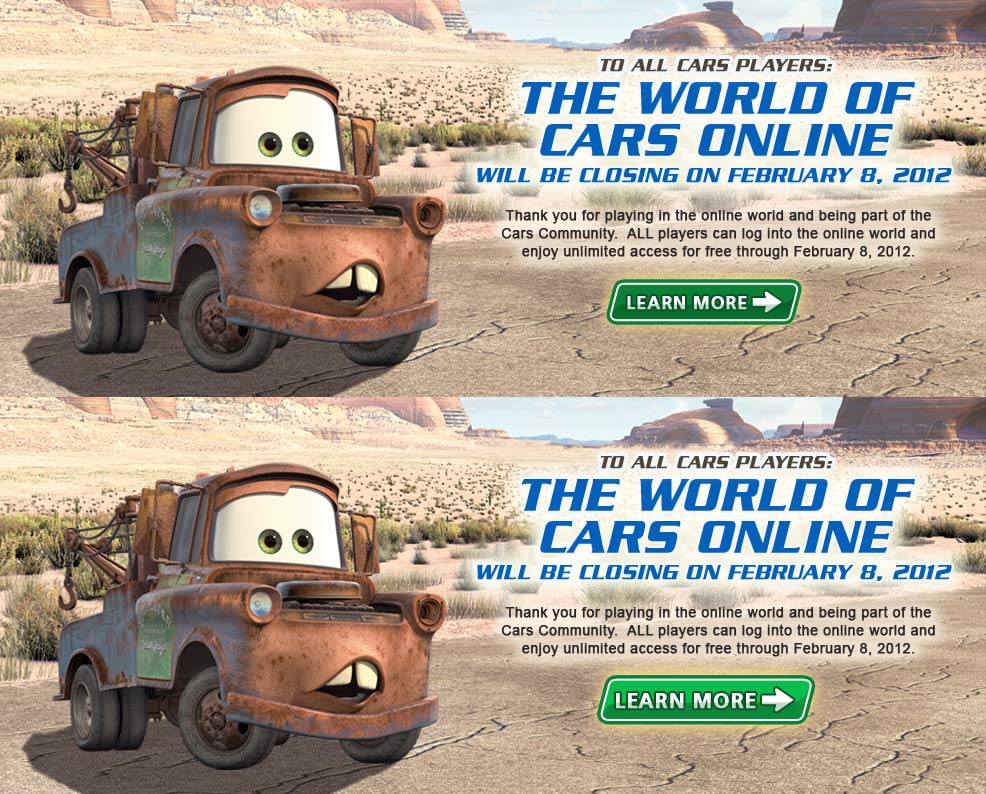 TO ALL CARS PLAYERS:
THE WORLD OF
CARS ONLINE
WILL BE CLOSING ON FEBRUARY 8, 2012
Thank you for playing in the online world and being part of the
Cars Community.  ALL players can log into the online world and
enjoy unlimited access for free through February 8, 2012.
LEARN MORE
TO ALL CARS PLAYERS:
THE WORLD OF
CARS ONLINE
WILL BE CLOSING ON FEBRUARY 8, 2012
Thank you for playing in the online world and being part of the
Cars Community.  ALL players can log into the online world and
enjoy unlimited access for free through February 8, 2012.
LEARN MORE